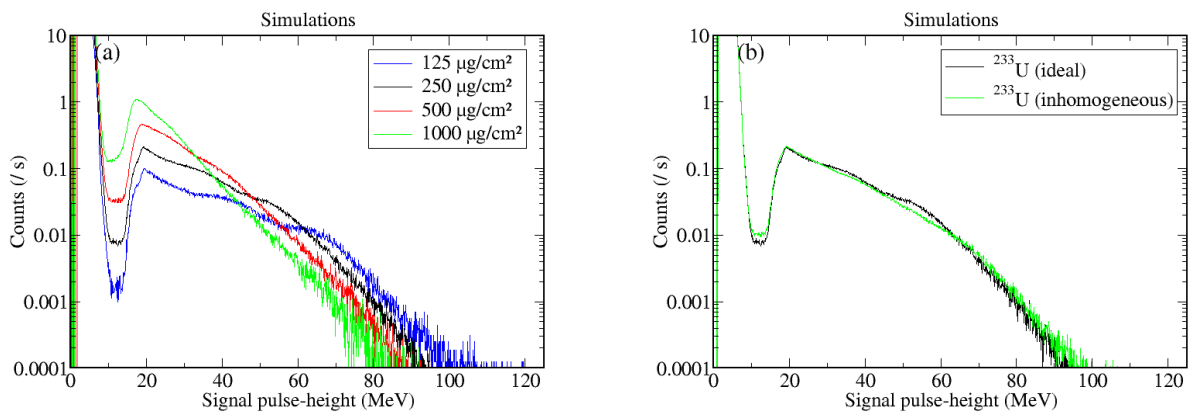 Simulations
(a)
125 µg/cm²
250 µg/cm²
500 µg/cm²
1000 µg/cm²
10
1
0.1
0.01
0.001
0.0001
Counts (/ s)
0 20 40 60 80 100 120
Signal pulse-height (MeV)
Simulations
(b)
²³³U (ideal)
²³³U (inhomogeneous)
10
1
0.1
0.01
0.001
0.0001
Counts (/ s)
0 20 40 60 80 100 120
Signal pulse-height (MeV)